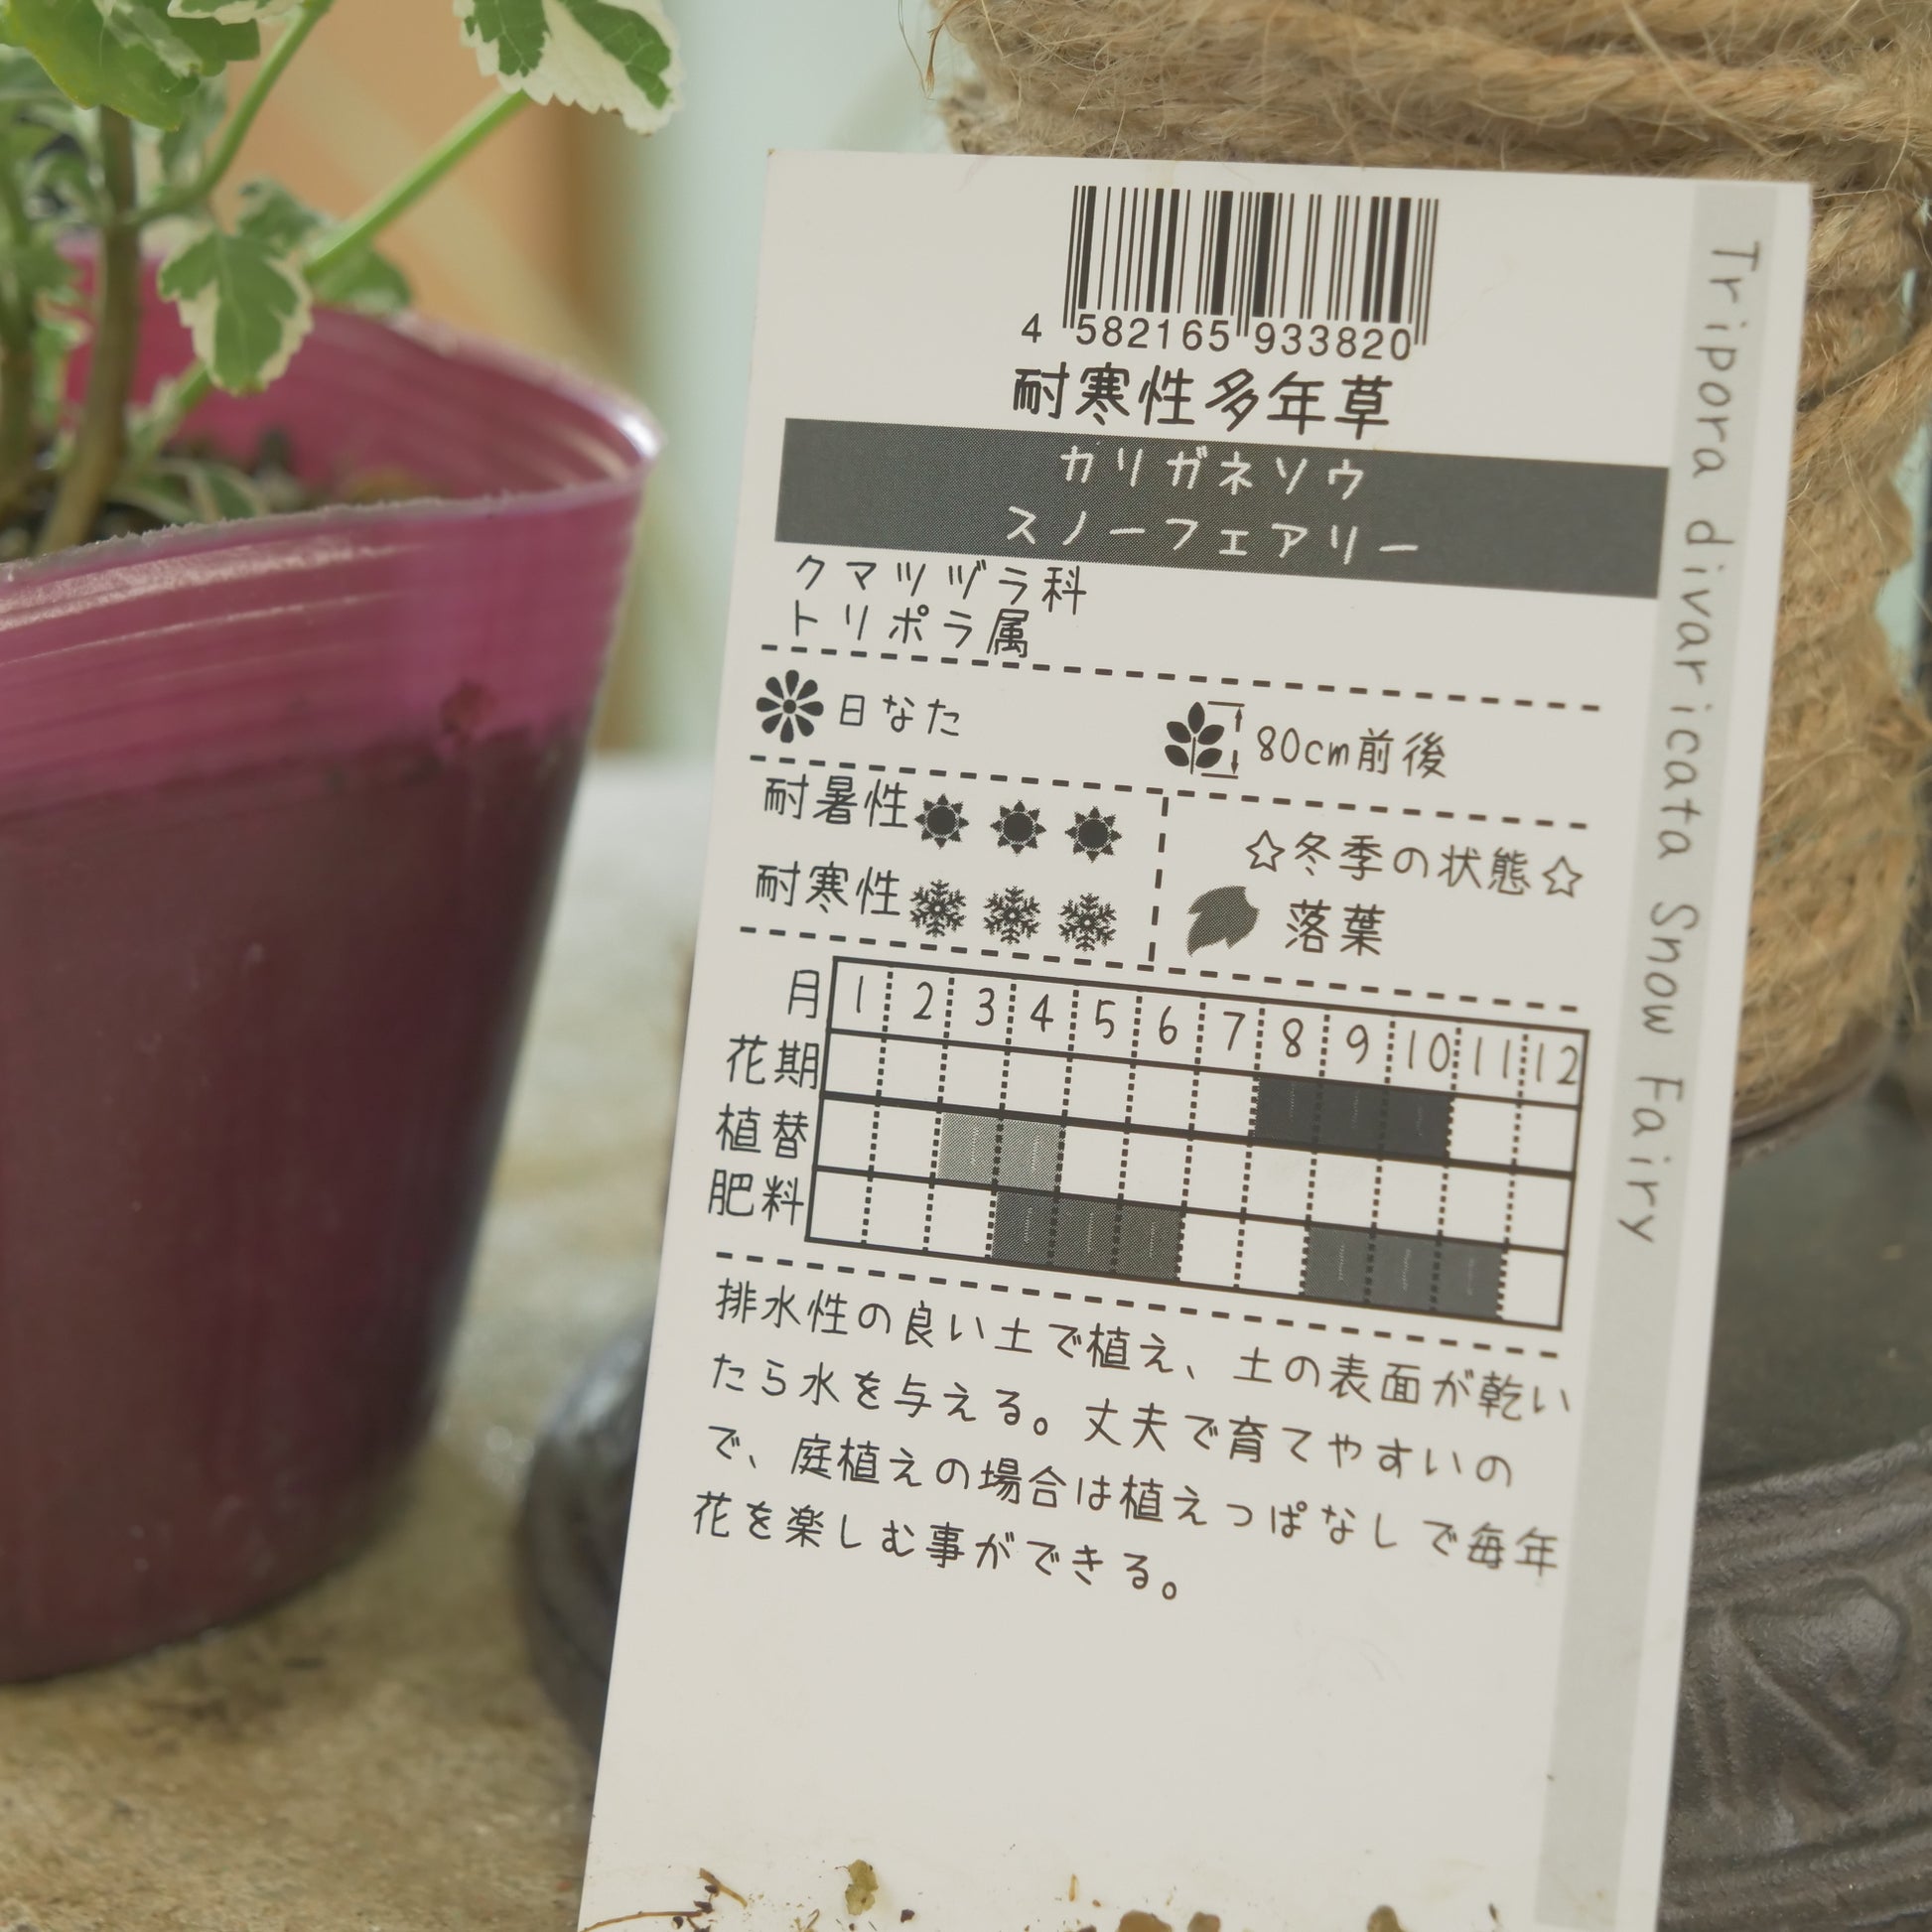 4 582165 933820
耐寒性多年草
カリガネソウ
スノーフェアリー
クマツヅラ科
トリポラ属
日なた 80cm前後
耐暑性
☆冬季の状態☆
耐寒性
落葉
月 1 2 3 4 5 6 7 8 9 10 11 12
花期
植替
肥料
排水性の良い土で植え、土の表面が乾い
たら水を与える。丈夫で育てやすいの
で、庭植えの場合は植えっぱなしで毎年
花を楽しむ事ができる。
Tripora divaricata Snow Fairy